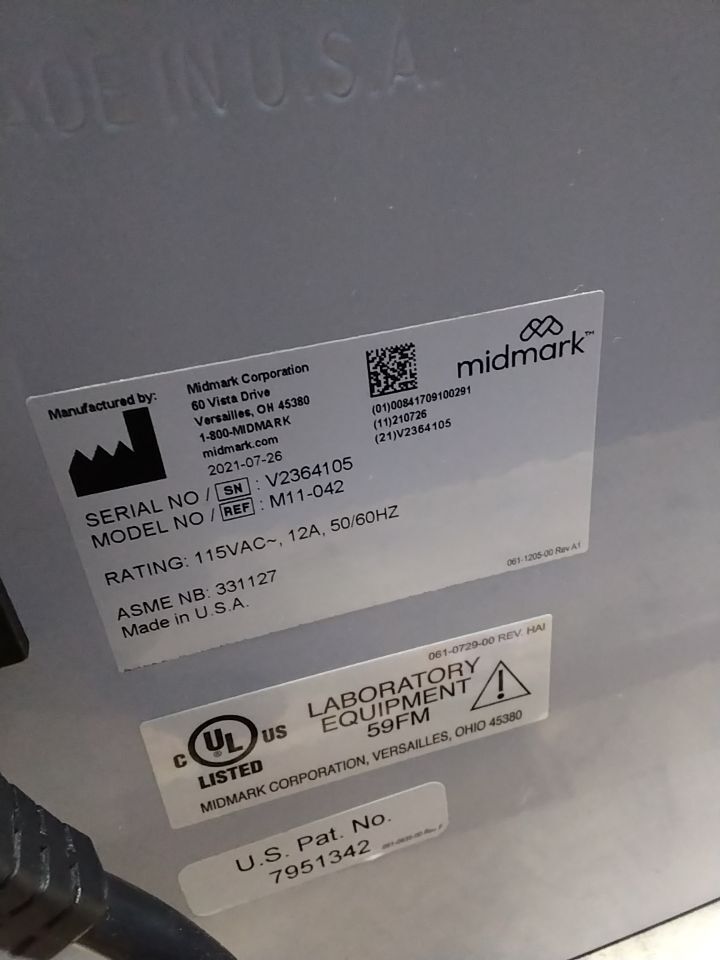 MADE IN U.S.A.
Manufactured by:
Midmark Corporation
60 Vista Drive
Versailles, OH 45380
1-800-MIDMARK
midmark.com
2021-07-26
(01)00841709100291
(11)210726
(21)V2364105
midmark™
SERIAL NO / SN : V2364105
MODEL NO / REF : M11-042
RATING: 115VAC~, 12A, 50/60HZ
ASME NB: 331127
Made in U.S.A.
061-1205-00 Rev A1
061-0729-00 REV. HAI
C UL ® US
LISTED
LABORATORY
EQUIPMENT
59FM
MIDMARK CORPORATION, VERSAILLES, OHIO 45380
U.S. Pat. No.
7951342